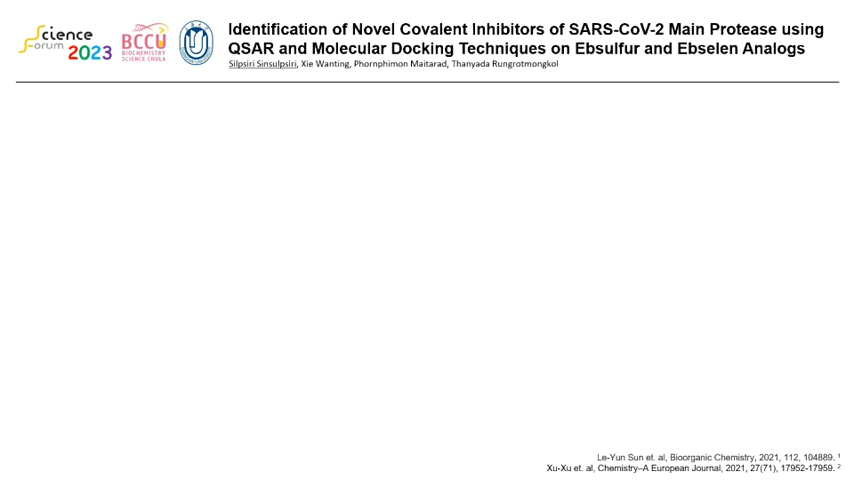 Science
Forum 2023
BCCU
BIOCHEMISTRY
SCIENCE CHULA
Identification of Novel Covalent Inhibitors of SARS-CoV-2 Main Protease using
QSAR and Molecular Docking Techniques on Ebsulfur and Ebselen Analogs
Silpsiri Sinsulpsiri, Xie Wanting, Phornphimon Maitarad, Thanyada Rungrotmongkol
Le-Yun Sun et. al, Bioorganic Chemistry, 2021, 112, 104889. 1
Xu-Xu et. al, Chemistry–A European Journal, 2021, 27(71), 17952-17959. 2